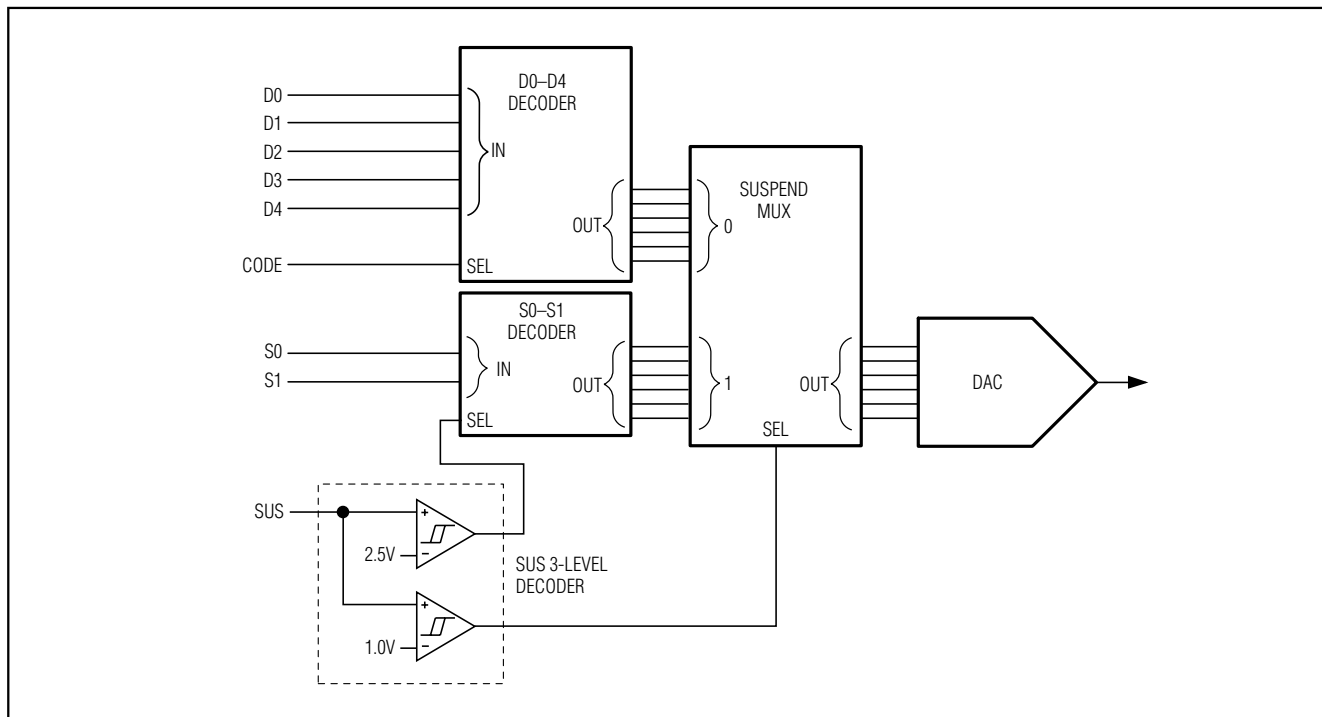 D0–D4
DECODER
D0
D1
D2
D3
D4
IN
OUT
CODE
SEL
SUSPEND
MUX
0
1
OUT
SEL
S0–S1
DECODER
S0
S1
IN
OUT
SEL
DAC
SUS
+
2.5V
–
SUS 3-LEVEL
DECODER
+
1.0V
–